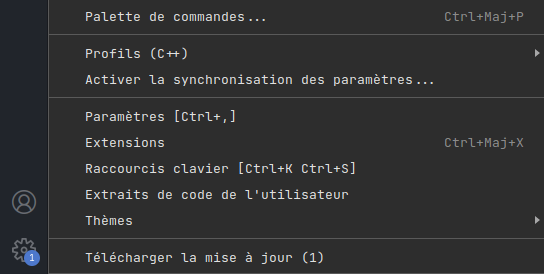 Palette de commandes... Ctrl+Maj+P
Profils (C++)
Activer la synchronisation des paramètres...
Paramètres [Ctrl+,]
Extensions Ctrl+Maj+X
Raccourcis clavier [Ctrl+K Ctrl+S]
Extraits de code de l'utilisateur
Thèmes
Télécharger la mise à jour (1)
1